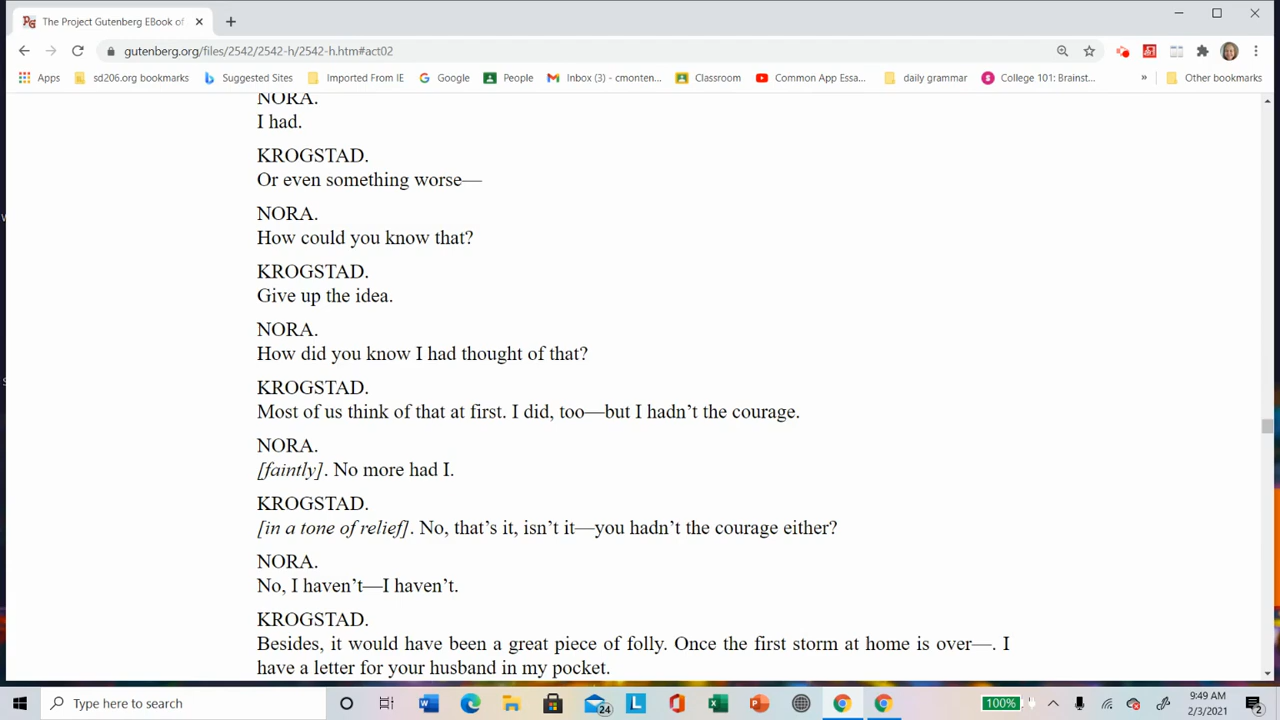 The Project Gutenberg EBook of
gutenberg.org/files/2542/2542-h/2542-h.htm#act02
Apps sd206.org bookmarks Suggested Sites Imported From IE Google People Inbox (3) - cmonten... Classroom Common App Essa... daily grammar College 101: Brainst... » Other bookmarks
NORA.
I had.
KROGSTAD.
Or even something worse—
NORA.
How could you know that?
KROGSTAD.
Give up the idea.
NORA.
How did you know I had thought of that?
KROGSTAD.
Most of us think of that at first. I did, too—but I hadn’t the courage.
NORA.
[faintly]. No more had I.
KROGSTAD.
[in a tone of relief]. No, that’s it, isn’t it—you hadn’t the courage either?
NORA.
No, I haven’t—I haven’t.
KROGSTAD.
Besides, it would have been a great piece of folly. Once the first storm at home is over—. I
have a letter for your husband in my pocket.
Type here to search
24
100%
9:49 AM
2/3/2021
2